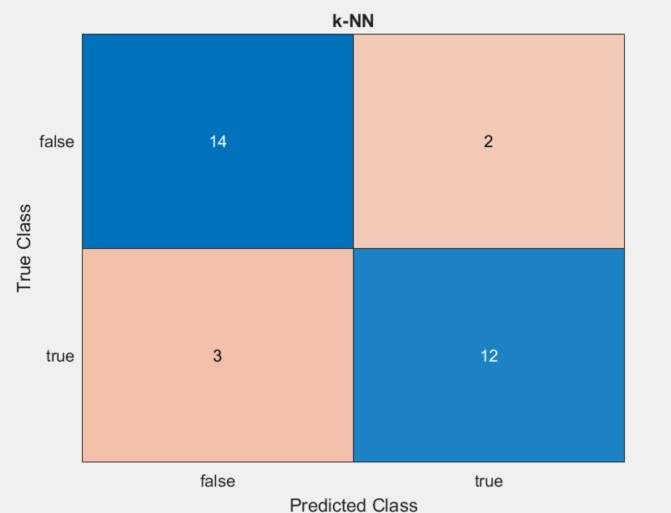 k-NN
True Class
false
14
2
true
3
12
false
true
Predicted Class